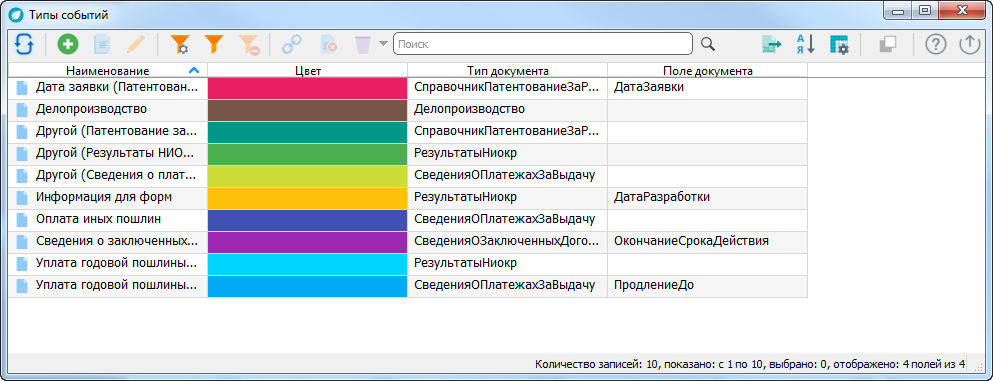 Типы событий
Поиск
А
Я
Наименование Цвет Тип документа Поле документа
Дата заявки (Патентован... СправочникПатентованиеЗаР... ДатаЗаявки
Делопроизводство Делопроизводство
Другой (Патентование за... СправочникПатентованиеЗаР...
Другой (Результаты НИО... РезультатыНиокр
Другой (Сведения о плат... СведенияОПлатежахЗаВыдачу
Информация для форм РезультатыНиокр ДатаРазработки
Оплата иных пошлин СведенияОПлатежахЗаВыдачу
Сведения о заключенных... СведенияОЗаключенныхДого... ОкончаниеСрокаДействия
Уплата годовой пошлины... РезультатыНиокр
Уплата годовой пошлины... СведенияОПлатежахЗаВыдачу ПродлениеДо
Количество записей: 10, показано: с 1 по 10, выбрано: 0, отображено: 4 полей из 4